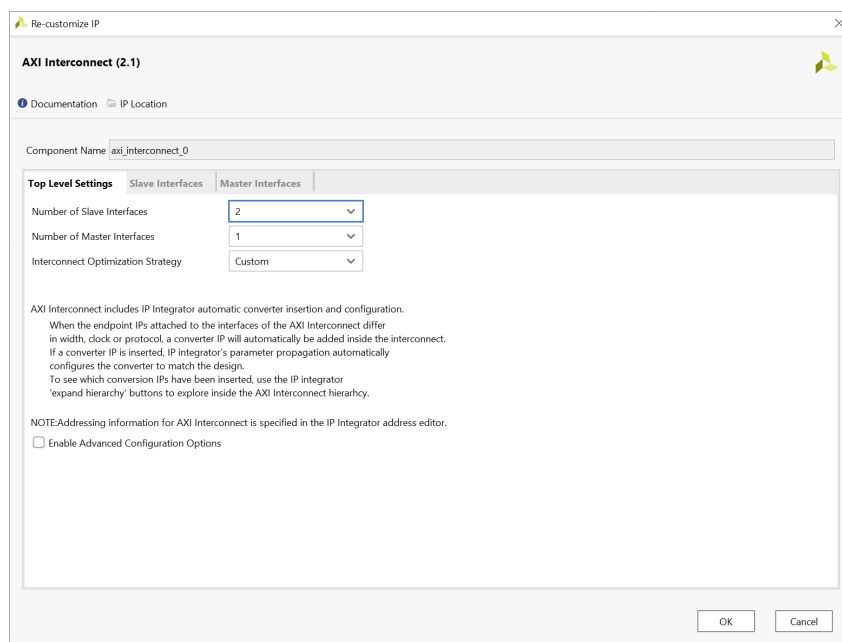 Re-customize IP
AXI Interconnect (2.1)
Documentation IP Location
Component Name axi_interconnect_0
Top Level Settings Slave Interfaces Master Interfaces
Number of Slave Interfaces 2
Number of Master Interfaces 1
Interconnect Optimization Strategy Custom
AXI Interconnect includes IP Integrator automatic converter insertion and configuration.
When the endpoint IPs attached to the interfaces of the AXI Interconnect differ
in width, clock or protocol, a converter IP will automatically be added inside the interconnect.
If a converter IP is inserted, IP integrator's parameter propagation automatically
configures the converter to match the design.
To see which conversion IPs have been inserted, use the IP integrator
'expand hierarchy' buttons to explore inside the AXI Interconnect hierarhcy.
NOTE:Addressing information for AXI Interconnect is specified in the IP Integrator address editor.
Enable Advanced Configuration Options
OK Cancel